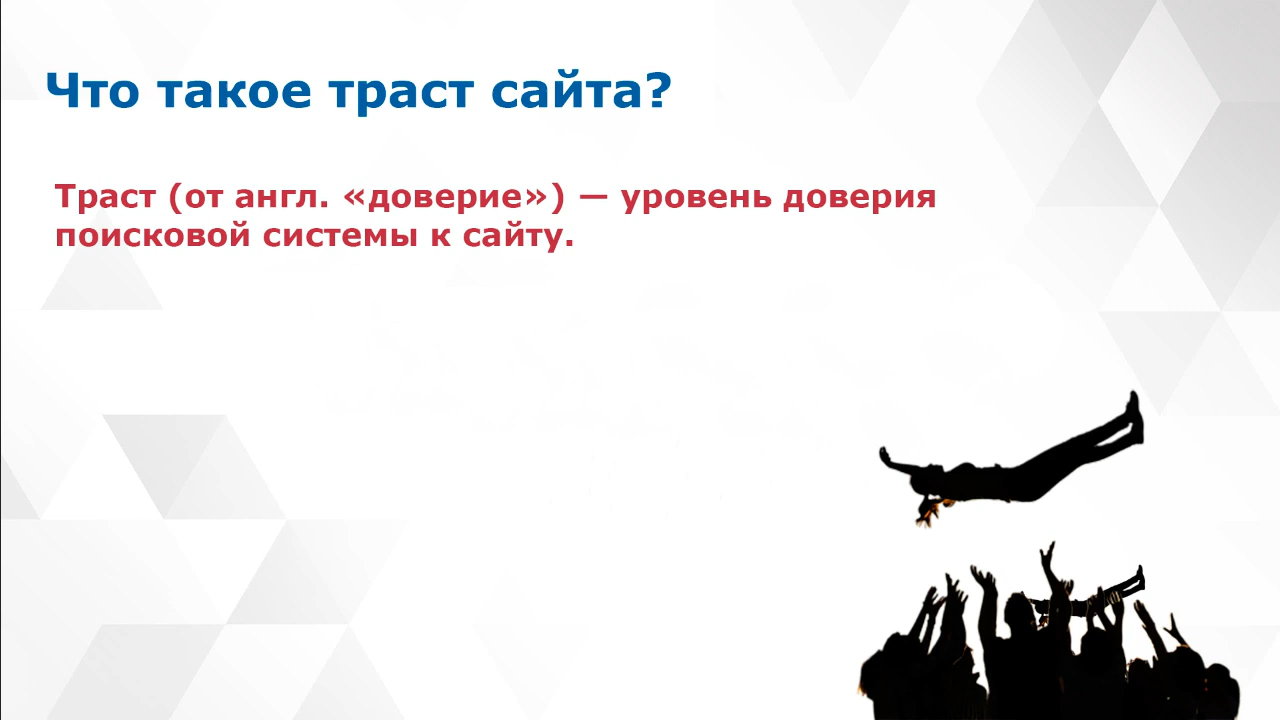 Что такое траст сайта?
Траст (от англ. «доверие») — уровень доверия
поисковой системы к сайту.